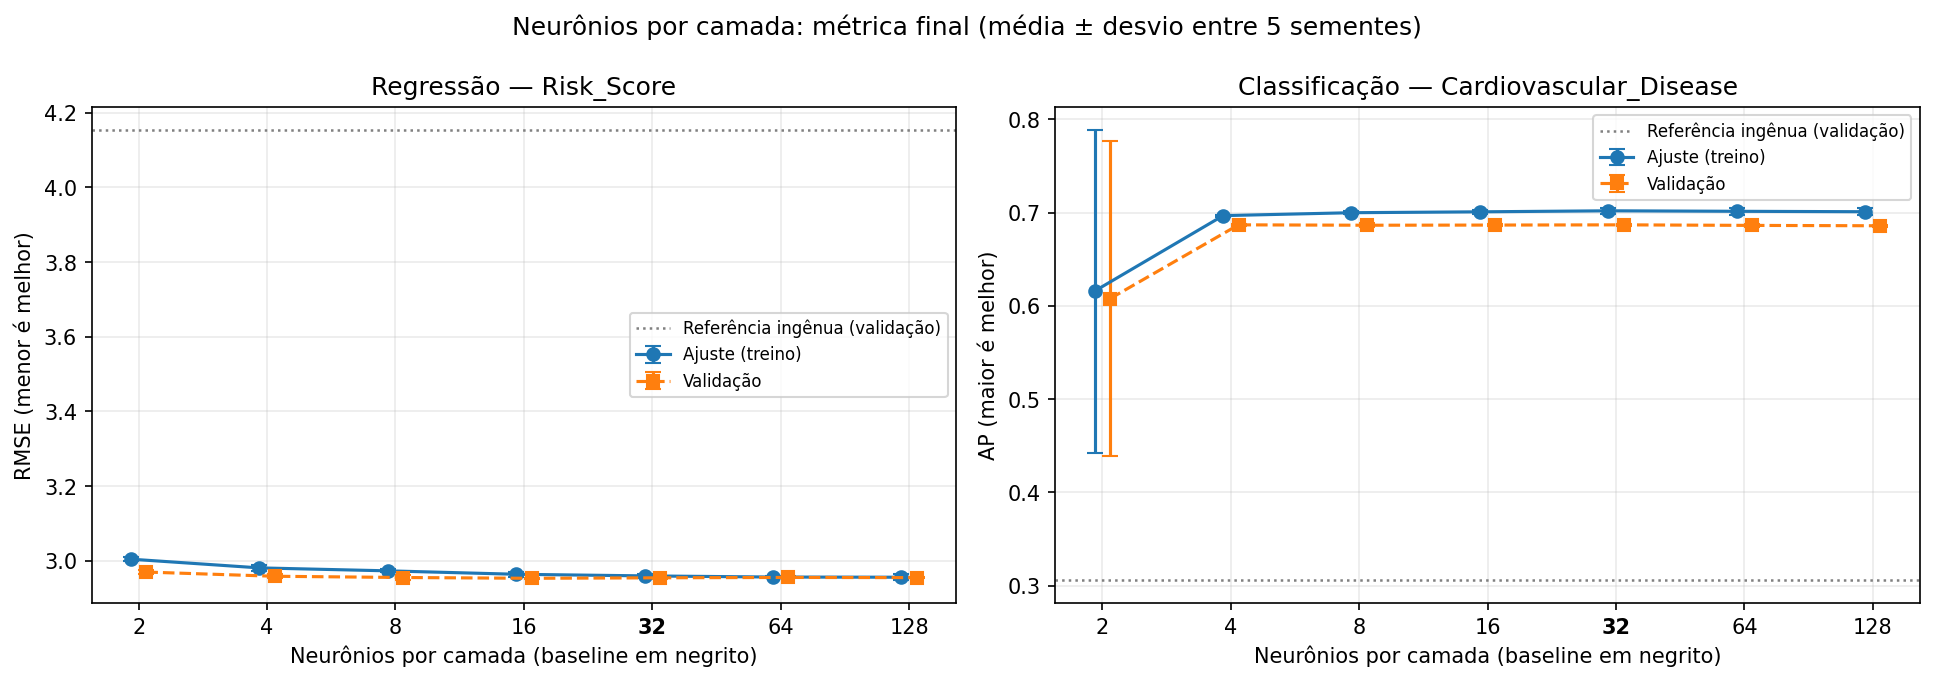 Neurônios por camada: métrica final (média ± desvio entre 5 sementes)
Regressão — Risk_Score
RMSE (menor é melhor)
4.2
4.0
3.8
3.6
3.4
3.2
3.0
Referência ingênua (validação)
Ajuste (treino)
Validação
2 4 8 16 32 64 128
Neurônios por camada (baseline em negrito)
Classificação — Cardiovascular_Disease
AP (maior é melhor)
0.8
0.7
0.6
0.5
0.4
0.3
Referência ingênua (validação)
Ajuste (treino)
Validação
2 4 8 16 32 64 128
Neurônios por camada (baseline em negrito)